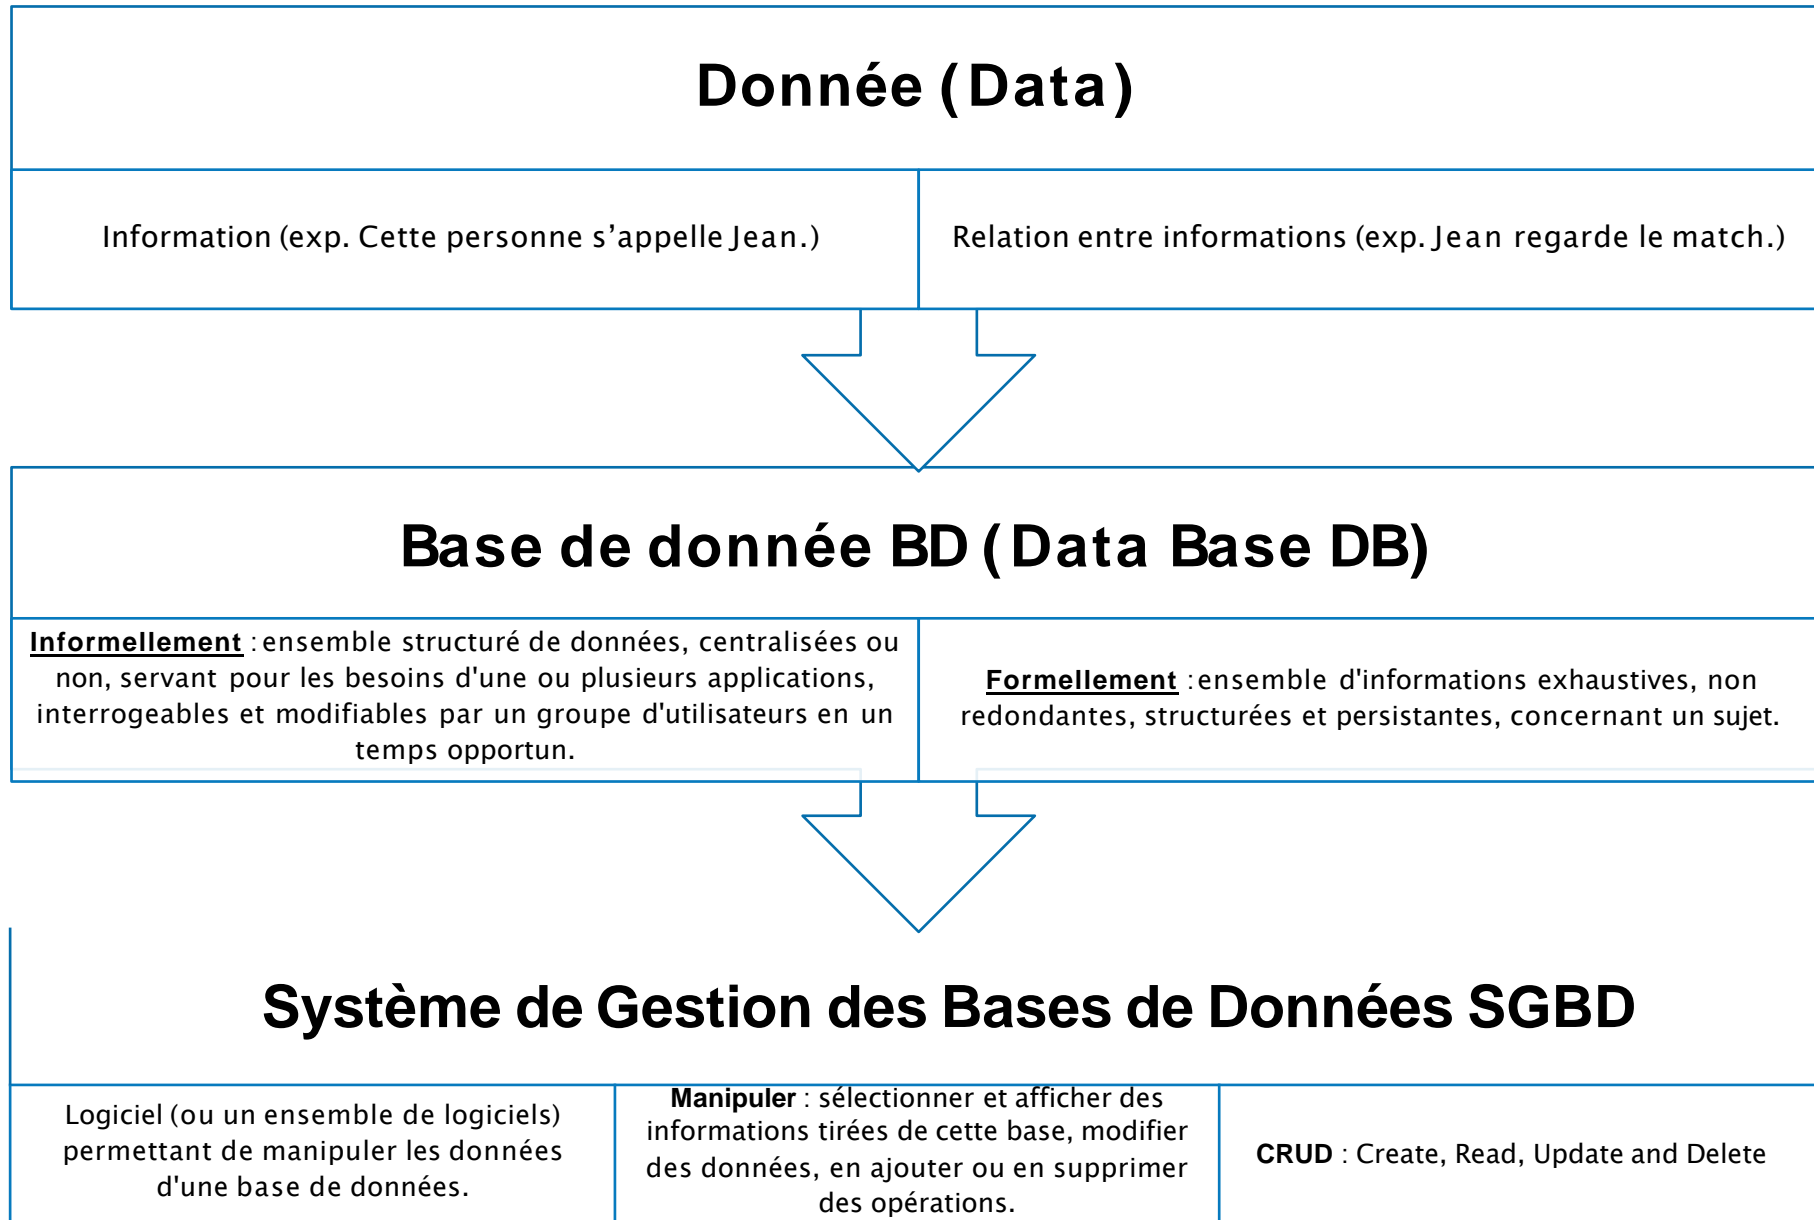 Donnée (Data)
Information (exp. Cette personne s’appelle Jean.)
Relation entre informations (exp. Jean regarde le match.)
Base de donnée BD (Data Base DB)
Informellement : ensemble structuré de données, centralisées ou
non, servant pour les besoins d'une ou plusieurs applications,
interrogeables et modifiables par un groupe d'utilisateurs en un
temps opportun.
Formellement : ensemble d'informations exhaustives, non
redondantes, structurées et persistantes, concernant un sujet.
Système de Gestion des Bases de Données SGBD
Logiciel (ou un ensemble de logiciels)
permettant de manipuler les données
d'une base de données.
Manipuler : sélectionner et afficher des
informations tirées de cette base, modifier
des données, en ajouter ou en supprimer
des opérations.
CRUD : Create, Read, Update and Delete